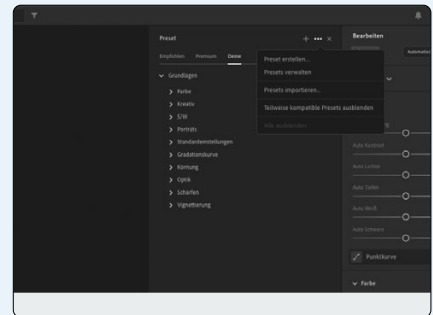 Preset
Empfohlen Premium Deine
Grundlagen
Farbe
Kreativ
S/W
Porträts
Standardeinstellungen
Gradationskurve
Körnung
Optik
Schärfen
Vignettierung
Preset erstellen...
Presets verwalten
Presets importieren...
Teilweise kompatible Presets ausblenden
Alle ausblenden
Bearbeiten
Automatisch
Auto Kontrast
Auto Lichter
Auto Tiefen
Auto Weiß
Auto Schwarz
Punktkurve
Farbe